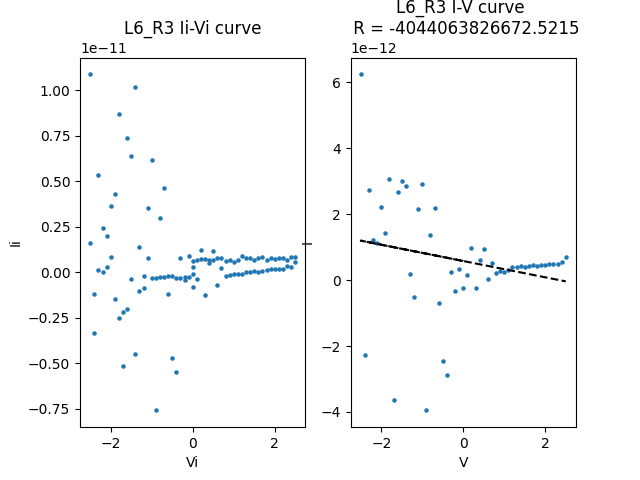 L6_R3 Ii-Vi curve
1e−11
1.00
0.75
0.50
0.25
0.00
−0.25
−0.50
−0.75
Ii
−2
0
2
Vi
L6_R3 I-V curve
R = -4044063826672.5215
1e−12
6
4
2
0
−2
−4
I
−2
0
2
V